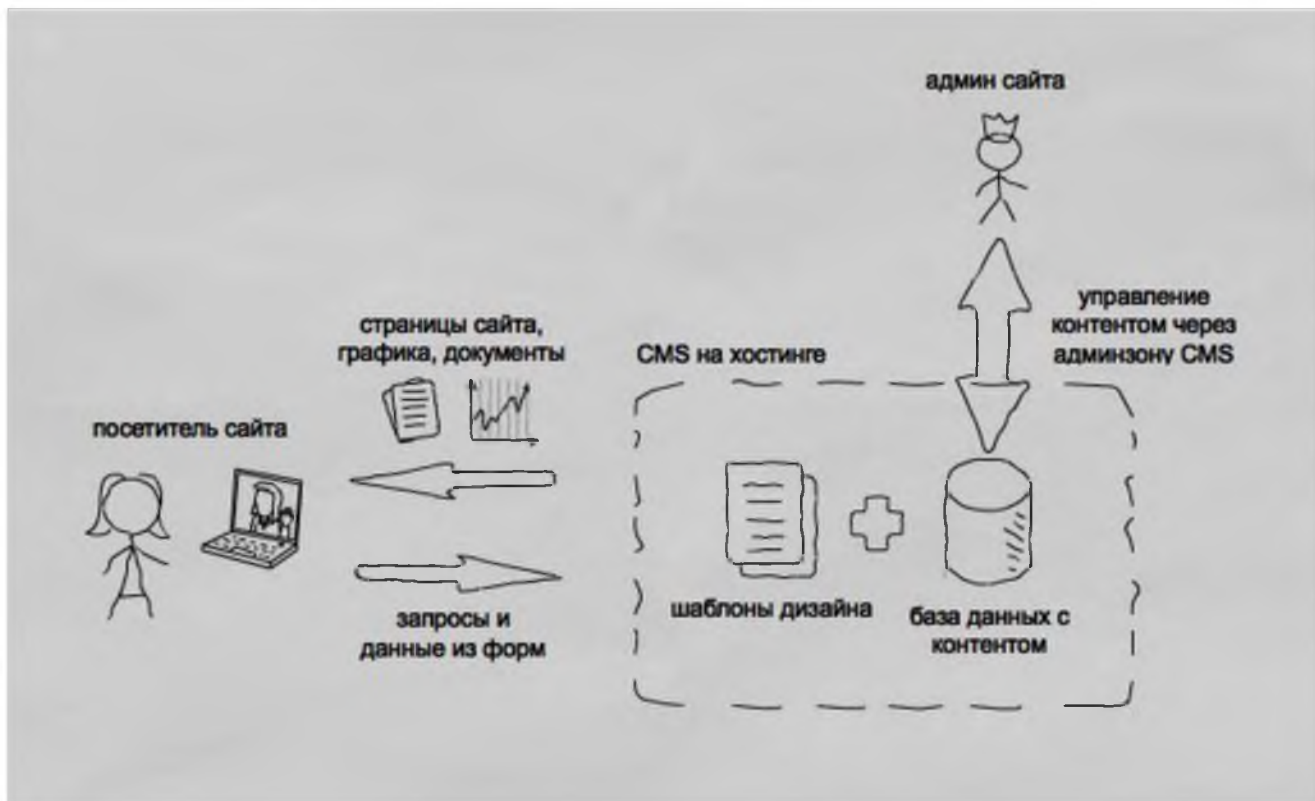 админ сайта
управление
контентом через
админзону CMS
страницы сайта,
графика, документы
CMS на хостинге
посетитель сайта
запросы и
данные из форм
шаблоны дизайна
база данных с
контентом